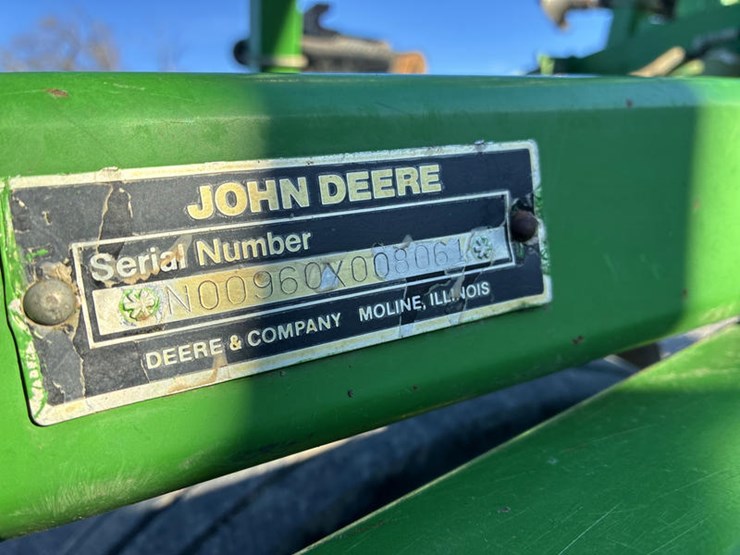 JOHN DEERE
Serial Number
N00960X008061
DEERE & COMPANY MOLINE, ILLINOIS